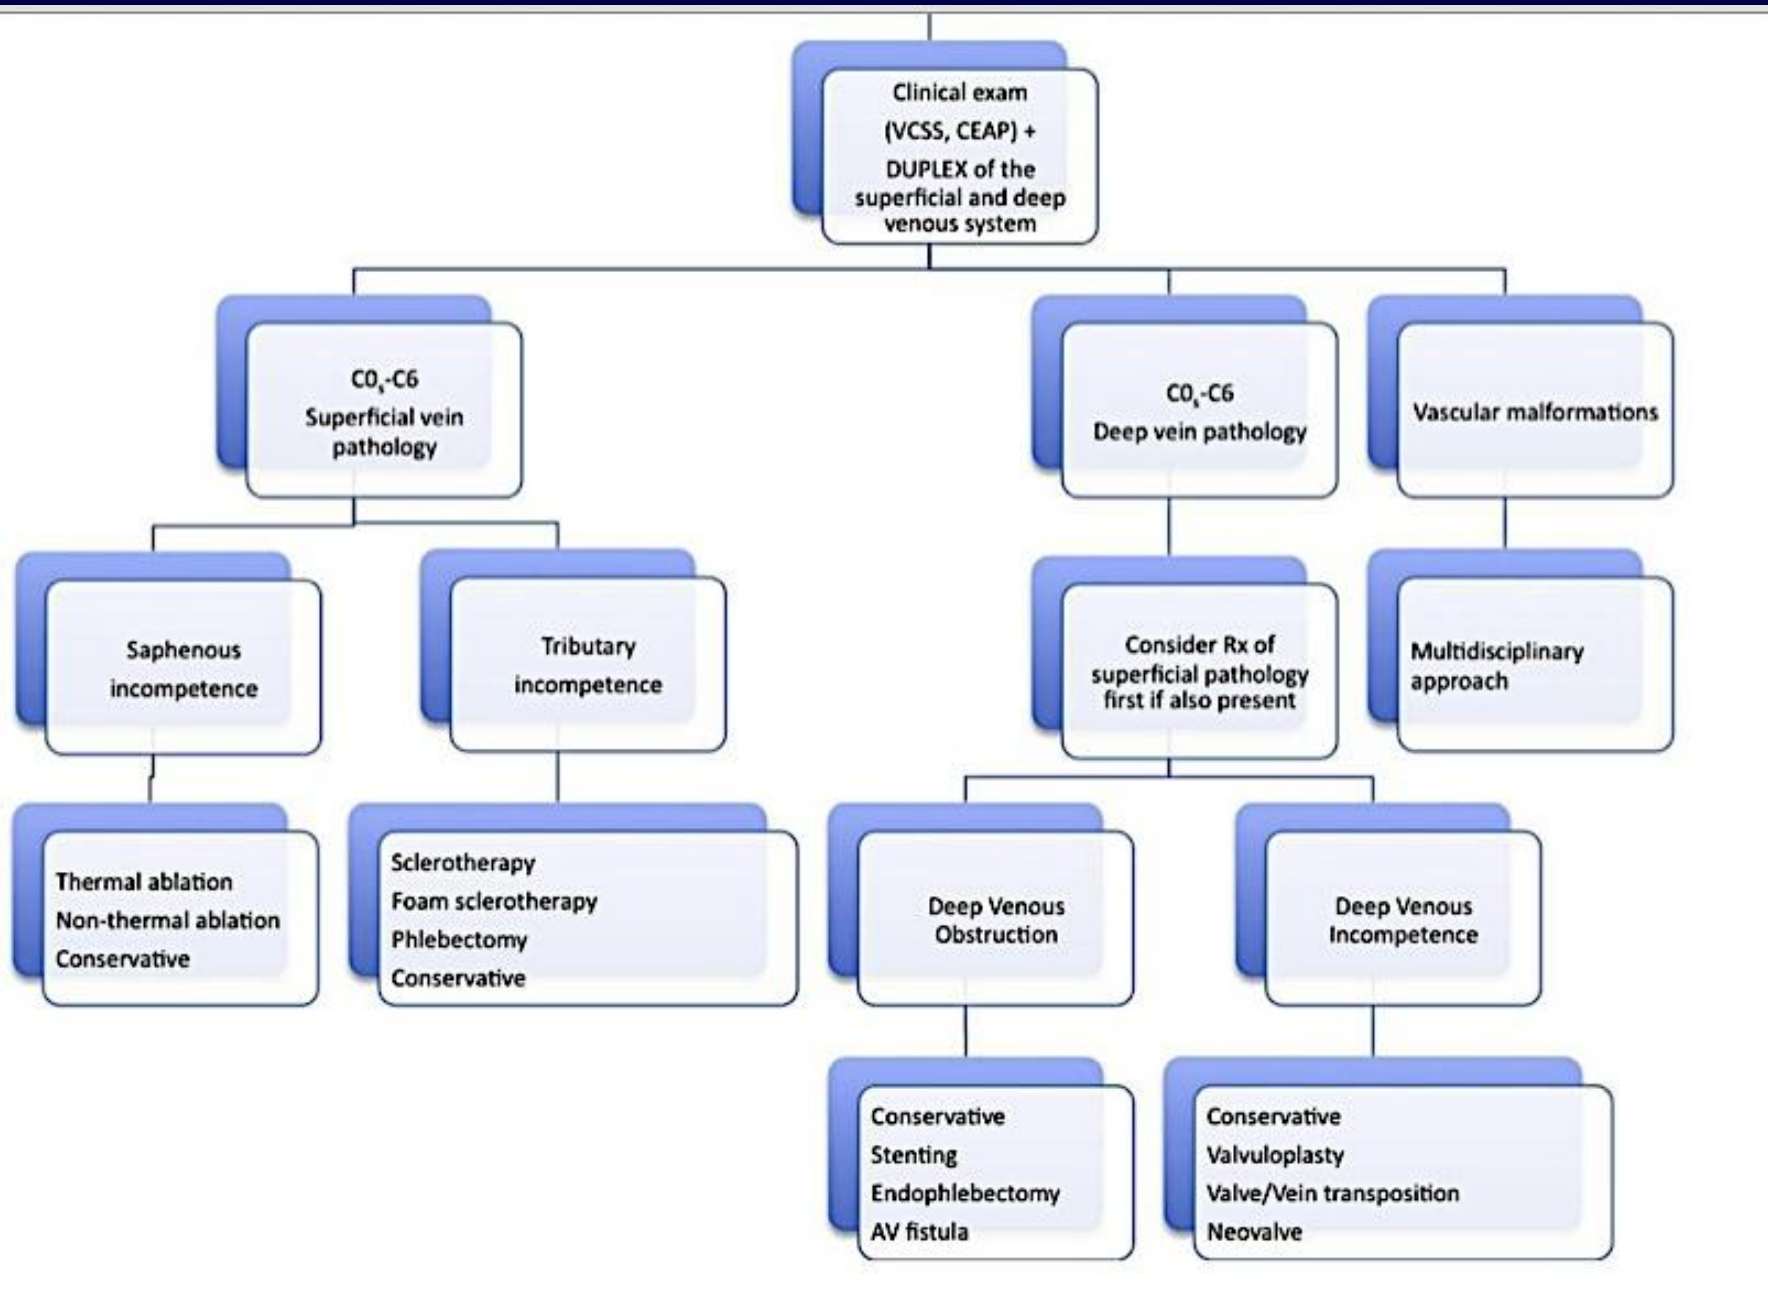 Clinical exam
(VCSS, CEAP) +
DUPLEX of the
superficial and deep
venous system
C0s-C6
Superficial vein
pathology
C0s-C6
Deep vein pathology
Vascular malformations
Saphenous
incompetence
Tributary
incompetence
Consider Rx of
superficial pathology
first if also present
Multidisciplinary
approach
Thermal ablation
Non-thermal ablation
Conservative
Sclerotherapy
Foam sclerotherapy
Phlebectomy
Conservative
Deep Venous
Obstruction
Deep Venous
Incompetence
Conservative
Stenting
Endophlebectomy
AV fistula
Conservative
Valvuloplasty
Valve/Vein transposition
Neovalve